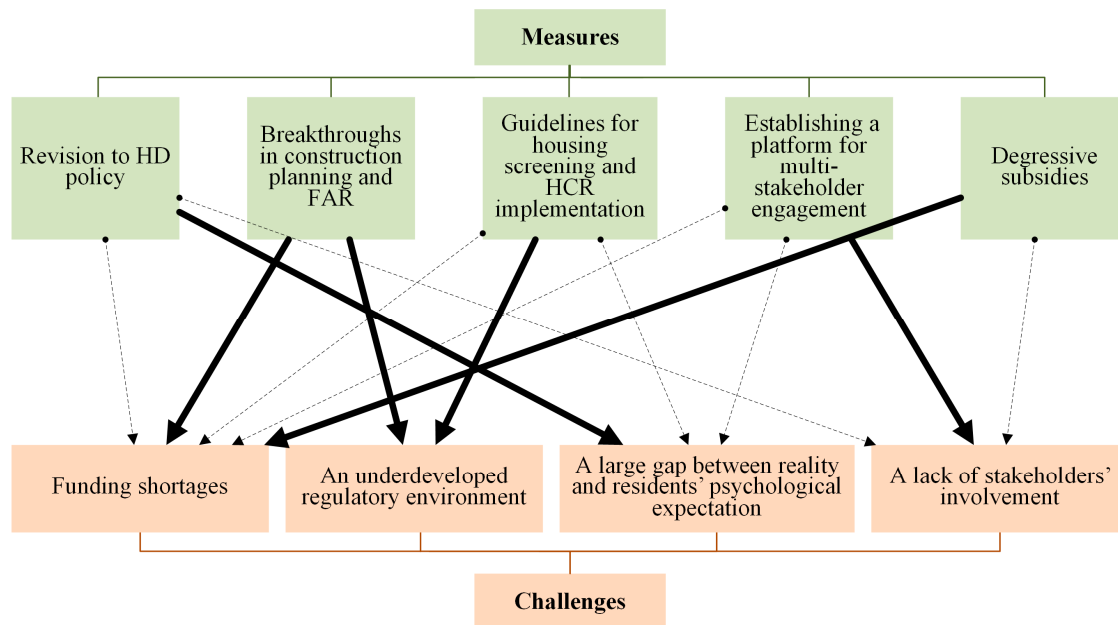 Measures
Revision to HD
policy
Breakthroughs
in construction
planning and
FAR
Guidelines for
housing
screening and
HCR
implementation
Establishing a
platform for
multi-
stakeholder
engagement
Degressive
subsidies
Funding shortages
An underdeveloped
regulatory environment
A large gap between reality
and residents’ psychological
expectation
A lack of stakeholders’
involvement
Challenges